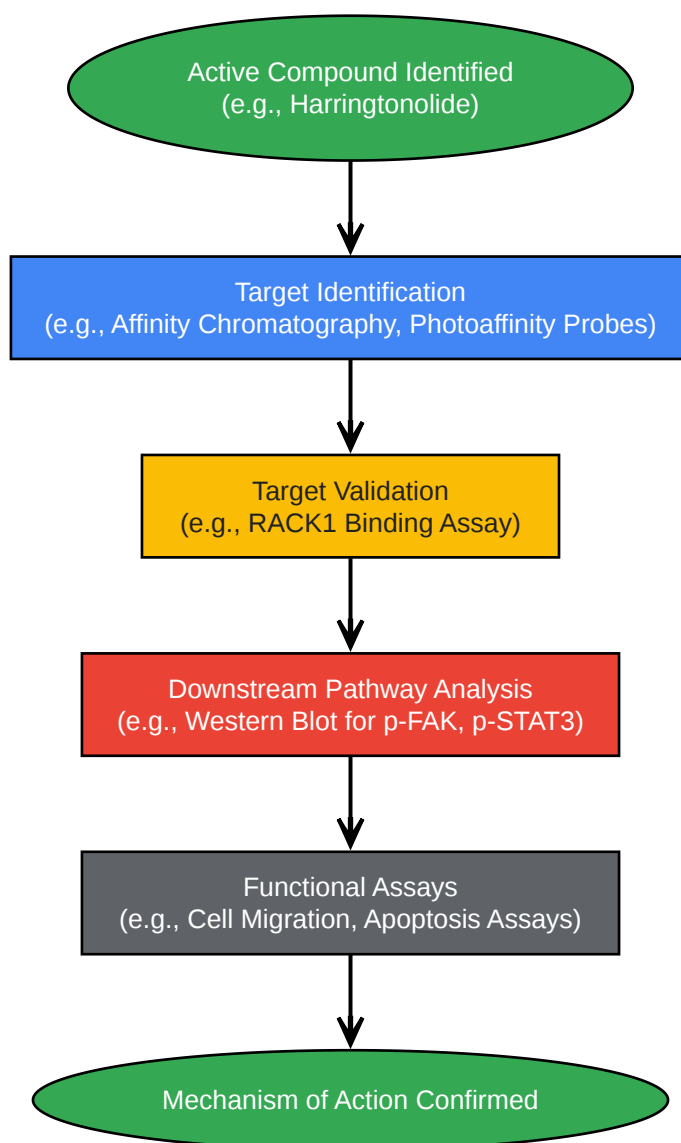 Active Compound Identified
(e.g., Harringtonolide)
Target Identification
(e.g., Affinity Chromatography, Photoaffinity Probes)
Target Validation
(e.g., RACK1 Binding Assay)
Downstream Pathway Analysis
(e.g., Western Blot for p-FAK, p-STAT3)
Functional Assays
(e.g., Cell Migration, Apoptosis Assays)
Mechanism of Action Confirmed